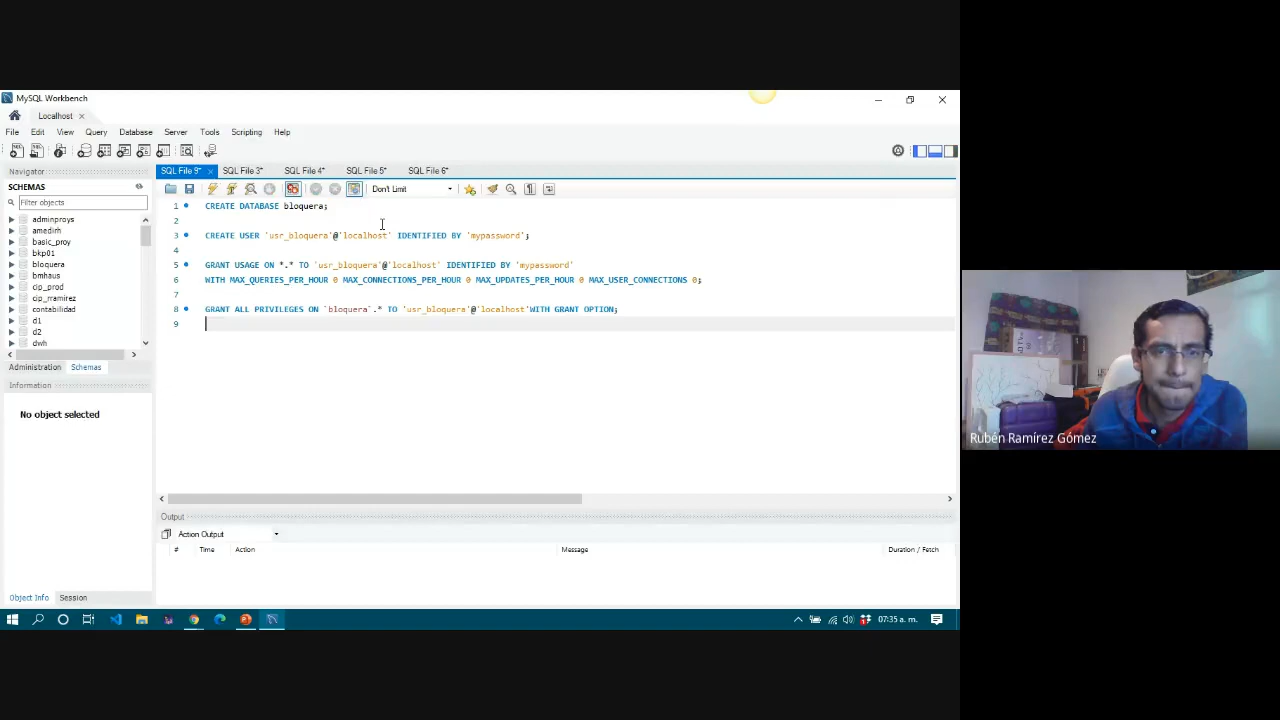 MySQL Workbench
Localhost
File Edit View Query Database Server Tools Scripting Help
Navigator
SCHEMAS
Filter objects
adminproys
amedirh
basic_proy
bkp01
bloquera
bmhaus
cip_prod
cip_rramirez
contabilidad
d1
d2
dwh
Administration Schemas
Information
No object selected
Object Info Session
SQL File 9* SQL File 3* SQL File 4* SQL File 5* SQL File 6*
Don't Limit
1 CREATE DATABASE bloquera;
2
3 CREATE USER 'usr_bloquera'@'localhost' IDENTIFIED BY 'mypassword';
4
5 GRANT USAGE ON *.* TO 'usr_bloquera'@'localhost' IDENTIFIED BY 'mypassword'
6 WITH MAX_QUERIES_PER_HOUR 0 MAX_CONNECTIONS_PER_HOUR 0 MAX_UPDATES_PER_HOUR 0 MAX_USER_CONNECTIONS 0;
7
8 GRANT ALL PRIVILEGES ON `bloquera`.* TO 'usr_bloquera'@'localhost'WITH GRANT OPTION;
9
Output
Action Output
# Time Action Message Duration / Fetch
07:35 a. m.
Rubén Ramírez Gómez